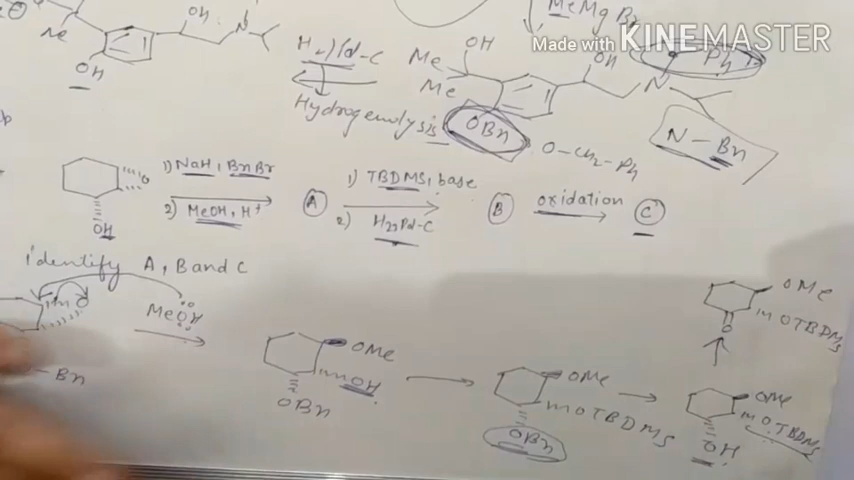 OH
Me
N
OH
H2/Pd-C
Hydrogenolysis
MeMgBr
Made with KINEMASTER
Me
OH
Me
OBn
OH
Ph
N
N-Bn
O-CH2-Ph
O
OH
1) NaH, BnBr
2) MeOH, H+
A
1) TBDMS, base
2) H2, Pd-C
B
oxidation
C
identify A, B and C
O
Bn
MeOH
OMe
OH
OBn
OMe
OTBDMS
OBn
OMe
OTBDMS
OH
OMe
OTBDMS
O